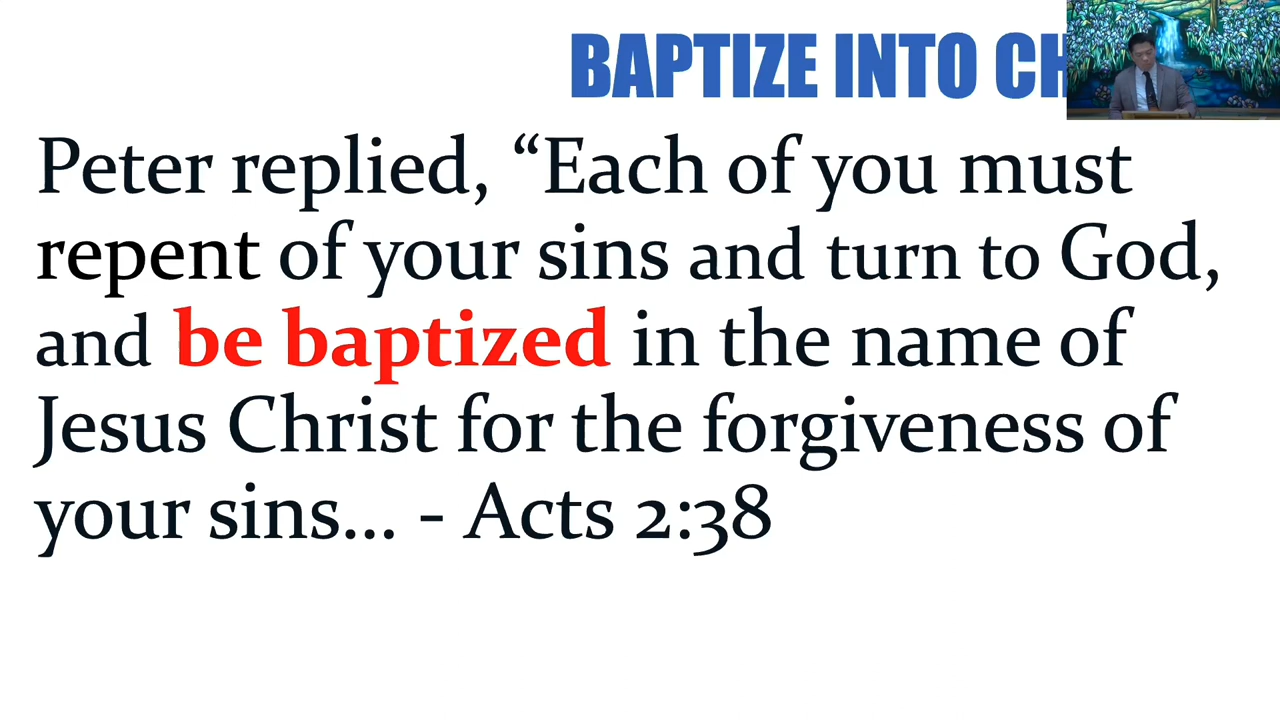 BAPTIZE INTO
Peter replied, “Each of you must
repent of your sins and turn to God,
and be baptized in the name of
Jesus Christ for the forgiveness of
your sins... - Acts 2:38